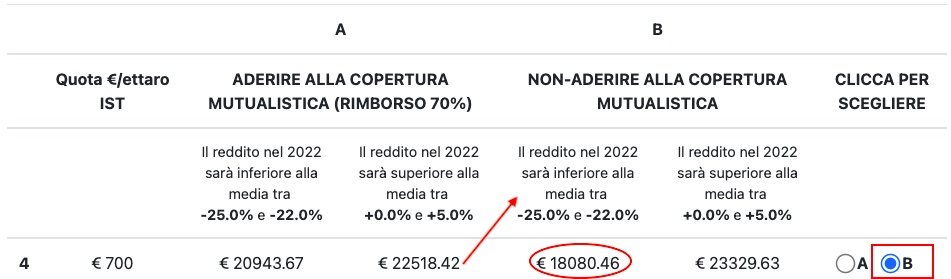 A B
Quota €/ettaro ADERIRE ALLA COPERTURA NON-ADERIRE ALLA COPERTURA CLICCA PER
IST MUTUALISTICA (RIMBORSO 70%) MUTUALISTICA SCEGLIERE
Il reddito nel 2022 Il reddito nel 2022 Il reddito nel 2022 Il reddito nel 2022
sarà inferiore alla sarà superiore alla sarà inferiore alla sarà superiore alla
media tra media tra media tra media tra
-25.0% e -22.0% +0.0% e +5.0% -25.0% e -22.0% +0.0% e +5.0%
4 € 700 € 20943.67 € 22518.42 € 18080.46 € 23329.63 A B